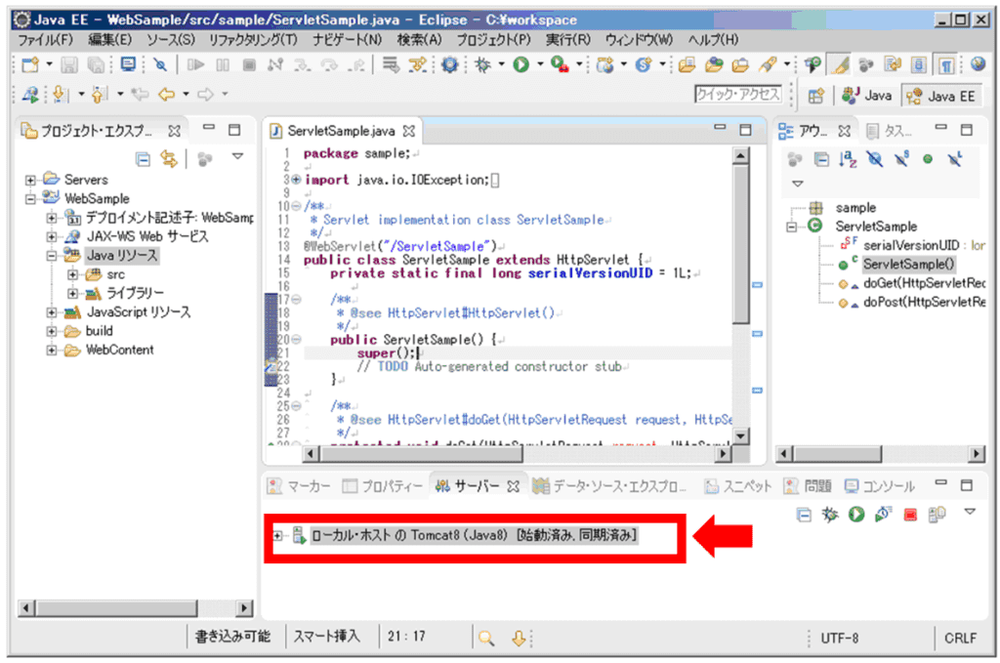 Java EE - WebSample/src/sample/ServletSample.java - Eclipse - C:¥workspace
ファイル(F) 編集(E) ソース(S) リファクタリング(T) ナビゲート(N) 検索(A) プロジェクト(P) 実行(R) ウィンドウ(W) ヘルプ(H)
クイック・アクセス Java Java EE
プロジェクト・エクスプ...
Servers
WebSample
デプロイメント記述子: WebSamp
JAX-WS Web サービス
Java リソース
src
ライブラリー
JavaScript リソース
build
WebContent
ServletSample.java
1 package sample;
2
3 import java.io.IOException;
9
10 /**
11 * Servlet implementation class ServletSample
12 */
13 @WebServlet("/ServletSample")
14 public class ServletSample extends HttpServlet {
15 private static final long serialVersionUID = 1L;
16
17 /**
18 * @see HttpServlet#HttpServlet()
19 */
20 public ServletSample() {
21 super();
22 // TODO Auto-generated constructor stub
23 }
24
25 /**
26 * @see HttpServlet#doGet(HttpServletRequest request, HttpSe
27 */
28 protected void doGet(HttpServletRequest request, HttpServle
アウ... タス...
sample
ServletSample
serialVersionUID : lon
ServletSample()
doGet(HttpServletRec
doPost(HttpServletRe
マーカー プロパティー サーバー データ・ソース・エクスプロ... スニペット 問題 コンソール
ローカル・ホスト の Tomcat8 (Java8) [始動済み, 同期済み]
書き込み可能 スマート挿入 21 : 17 UTF-8 CRLF